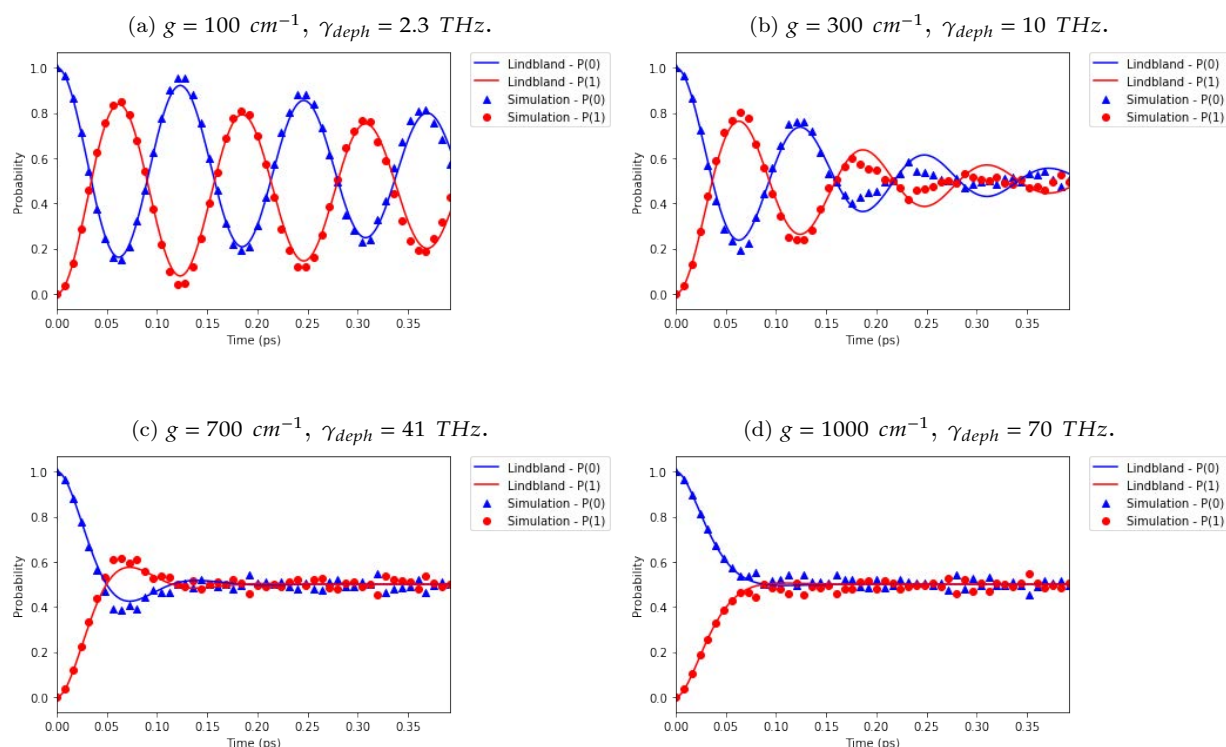 (a) g = 100 cm⁻¹, γ_deph = 2.3 THz.
Lindbland - P(0)
Lindbland - P(1)
Simulation - P(0)
Simulation - P(1)
Probability
1.0
0.8
0.6
0.4
0.2
0.0
0.00 0.05 0.10 0.15 0.20 0.25 0.30 0.35
Time (ps)
(b) g = 300 cm⁻¹, γ_deph = 10 THz.
Lindbland - P(0)
Lindbland - P(1)
Simulation - P(0)
Simulation - P(1)
Probability
1.0
0.8
0.6
0.4
0.2
0.0
0.00 0.05 0.10 0.15 0.20 0.25 0.30 0.35
Time (ps)
(c) g = 700 cm⁻¹, γ_deph = 41 THz.
Lindbland - P(0)
Lindbland - P(1)
Simulation - P(0)
Simulation - P(1)
Probability
1.0
0.8
0.6
0.4
0.2
0.0
0.00 0.05 0.10 0.15 0.20 0.25 0.30 0.35
Time (ps)
(d) g = 1000 cm⁻¹, γ_deph = 70 THz.
Lindbland - P(0)
Lindbland - P(1)
Simulation - P(0)
Simulation - P(1)
Probability
1.0
0.8
0.6
0.4
0.2
0.0
0.00 0.05 0.10 0.15 0.20 0.25 0.30 0.35
Time (ps)